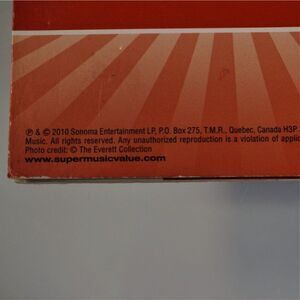 ℗ & © 2010 Sonoma Entertainment LP, P.O. Box 275, T.M.R., Quebec, Canada H3P
Music. All rights reserved. Any unauthorized reproduction is a violation of applic
Photo credit: © The Everett Collection
www.supermusicvalue.com